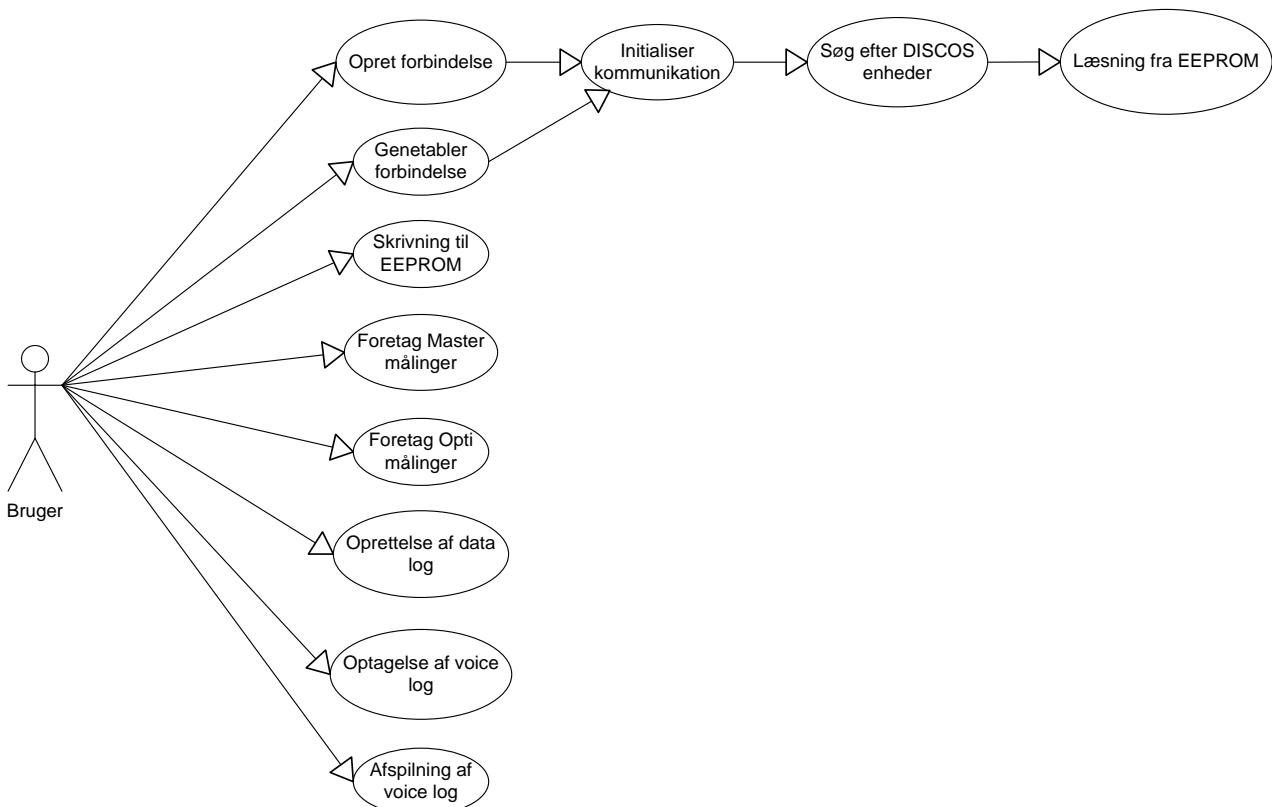 Opret forbindelse
Initialiser
kommunikation
Søg efter DISCOS
enheder
Læsning fra EEPROM
Genetabler
forbindelse
Skrivning til
EEPROM
Foretag Master
målinger
Foretag Opti
målinger
Bruger
Oprettelse af data
log
Optagelse af voice
log
Afspilning af
voice log